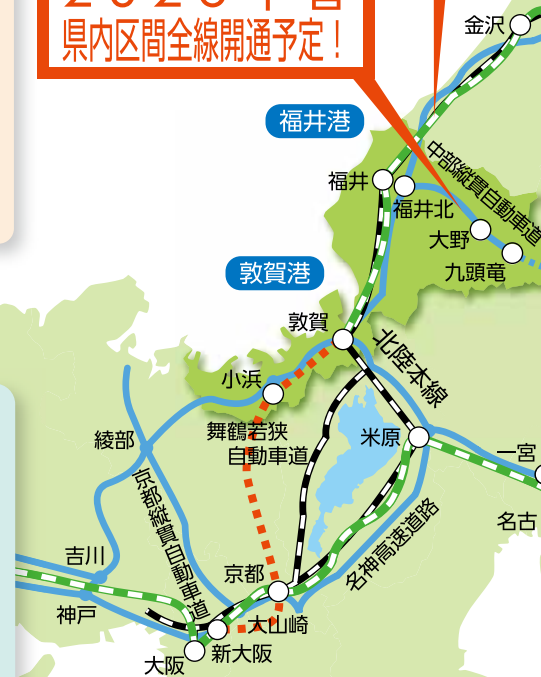 県内区間全線開通予定！
金沢
福井港
中部縦貫自動車道
福井
福井北
大野
九頭竜
敦賀港
敦賀
北陸本線
小浜
舞鶴若狭
自動車道
米原
綾部
一宮
京都縦貫自動車道
名古
名神高速道路
吉川
京都
神戸
大山崎
新大阪
大阪